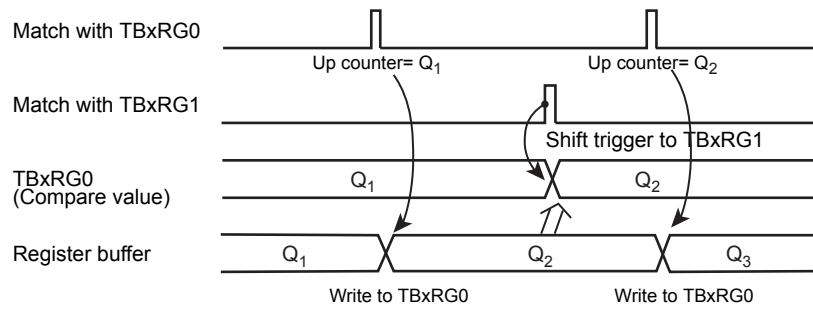 Match with TBxRG0
Up counter= Q1
Up counter= Q2
Match with TBxRG1
Shift trigger to TBxRG1
TBxRG0
(Compare value)
Q1
Q2
Register buffer
Q1
Q2
Q3
Write to TBxRG0
Write to TBxRG0